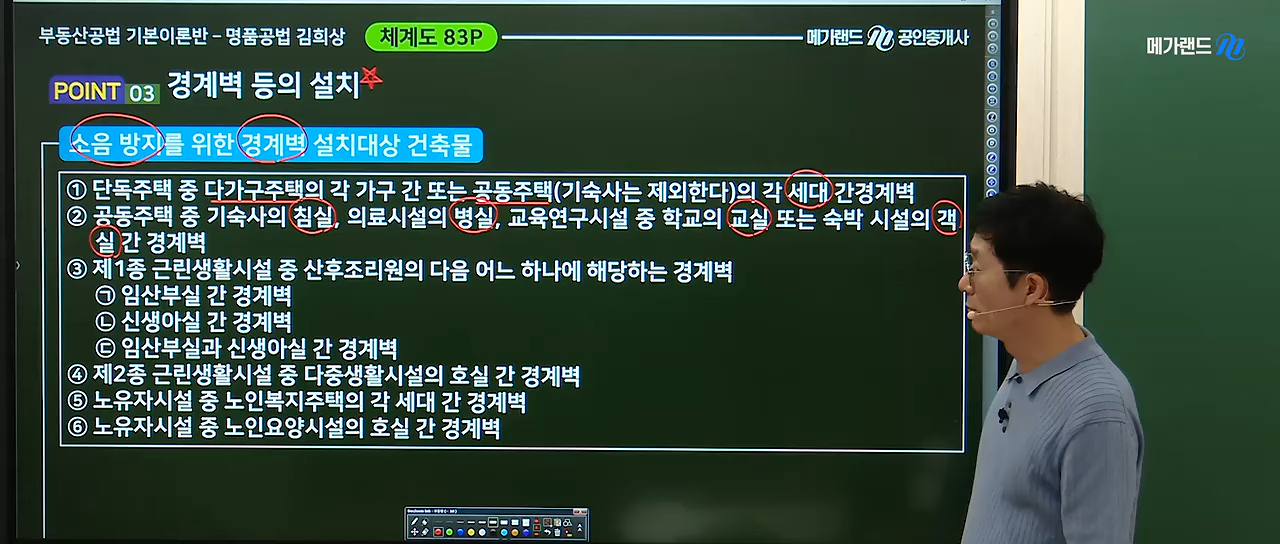 부동산공법 기본이론반 - 명품공법 김희상
체계도 83P
메가랜드 공인중개사
메가랜드
POINT 03 경계벽 등의 설치
소음 방지를 위한 경계벽 설치대상 건축물
① 단독주택 중 다가구주택의 각 가구 간 또는 공동주택(기숙사는 제외한다)의 각 세대 간경계벽
② 공동주택 중 기숙사의 침실, 의료시설의 병실, 교육연구시설 중 학교의 교실 또는 숙박 시설의 객
실 간 경계벽
③ 제1종 근린생활시설 중 산후조리원의 다음 어느 하나에 해당하는 경계벽
㉠ 임산부실 간 경계벽
㉡ 신생아실 간 경계벽
㉢ 임산부실과 신생아실 간 경계벽
④ 제2종 근린생활시설 중 다중생활시설의 호실 간 경계벽
⑤ 노유자시설 중 노인복지주택의 각 세대 간 경계벽
⑥ 노유자시설 중 노인요양시설의 호실 간 경계벽